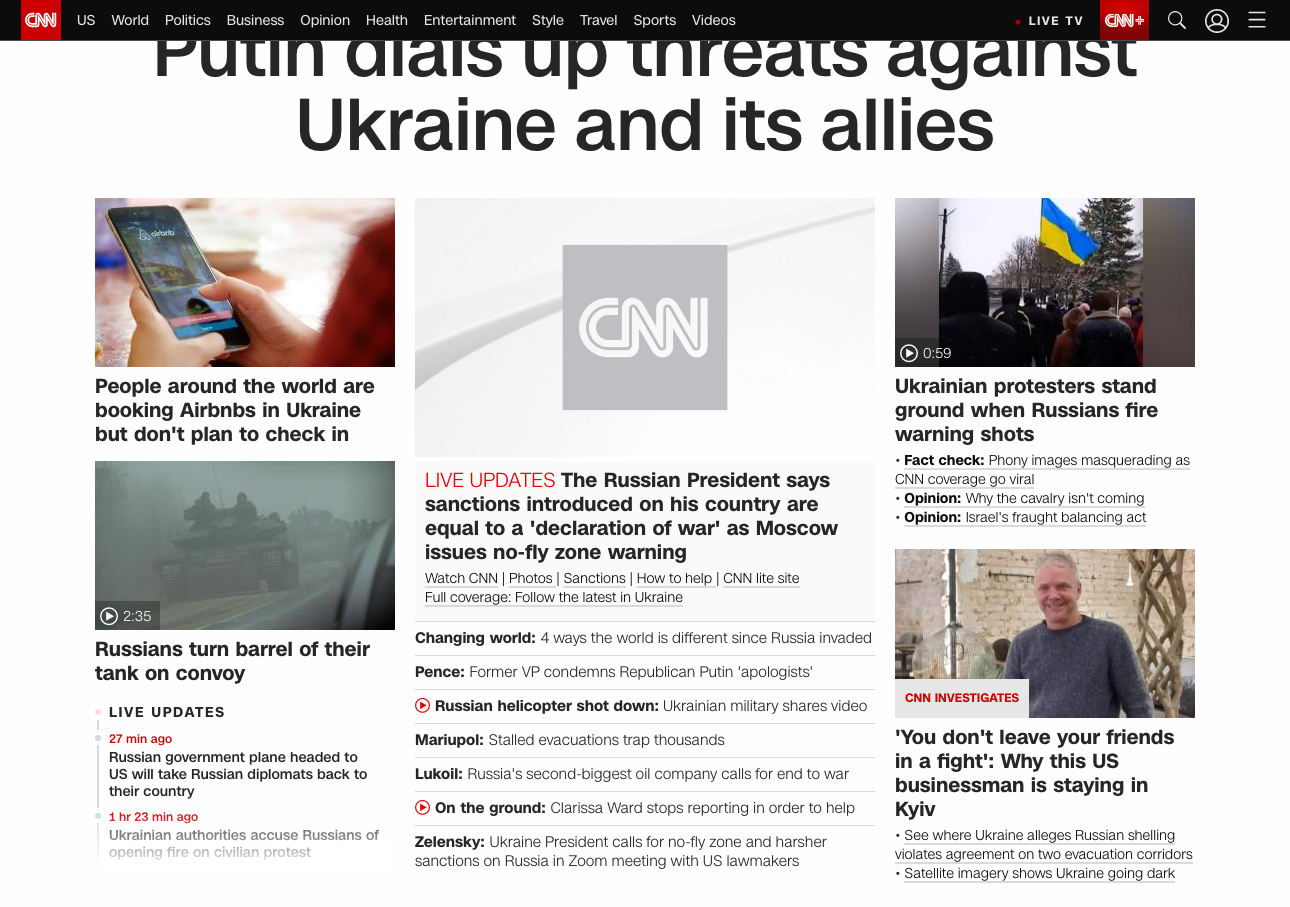 CNN US World Politics Business Opinion Health Entertainment Style Travel Sports Videos LIVE TV CNN+
Putin dials up threats against
Ukraine and its allies
airbnb
People around the world are
booking Airbnbs in Ukraine
but don't plan to check in
2:35
Russians turn barrel of their
tank on convoy
LIVE UPDATES
27 min ago
Russian government plane headed to
US will take Russian diplomats back to
their country
1 hr 23 min ago
Ukrainian authorities accuse Russians of
opening fire on civilian protest
CNN
LIVE UPDATES The Russian President says
sanctions introduced on his country are
equal to a 'declaration of war' as Moscow
issues no-fly zone warning
Watch CNN | Photos | Sanctions | How to help | CNN lite site
Full coverage: Follow the latest in Ukraine
Changing world: 4 ways the world is different since Russia invaded
Pence: Former VP condemns Republican Putin 'apologists'
Russian helicopter shot down: Ukrainian military shares video
Mariupol: Stalled evacuations trap thousands
Lukoil: Russia's second-biggest oil company calls for end to war
On the ground: Clarissa Ward stops reporting in order to help
Zelensky: Ukraine President calls for no-fly zone and harsher
sanctions on Russia in Zoom meeting with US lawmakers
0:59
Ukrainian protesters stand
ground when Russians fire
warning shots
• Fact check: Phony images masquerading as
CNN coverage go viral
• Opinion: Why the cavalry isn't coming
• Opinion: Israel's fraught balancing act
CNN INVESTIGATES
'You don't leave your friends
in a fight': Why this US
businessman is staying in
Kyiv
• See where Ukraine alleges Russian shelling
violates agreement on two evacuation corridors
• Satellite imagery shows Ukraine going dark